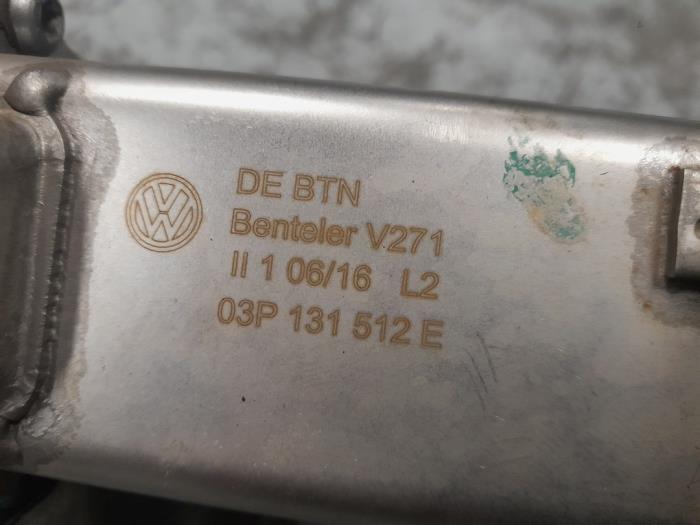 DE BTN
Benteler V271
II 1 06/16 L2
03P 131 512 E